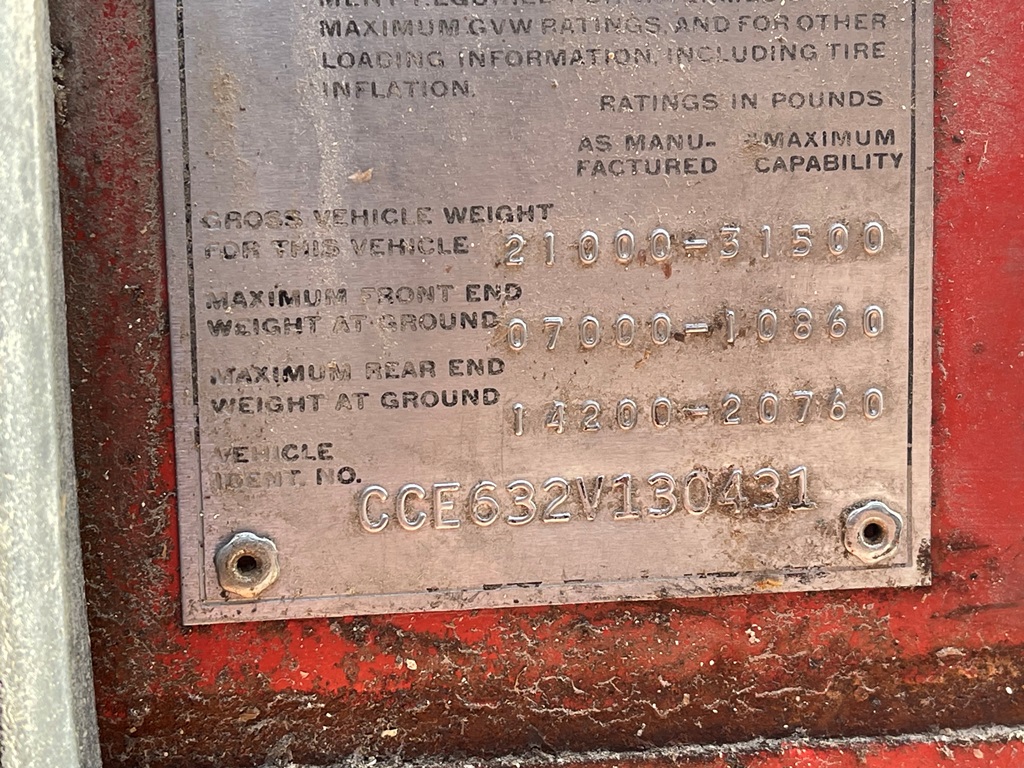 MAXIMUM GVW RATINGS, AND FOR OTHER
LOADING INFORMATION, INCLUDING TIRE
INFLATION.
RATINGS IN POUNDS
AS MANU- *MAXIMUM
FACTURED CAPABILITY
GROSS VEHICLE WEIGHT
FOR THIS VEHICLE 21000-31500
MAXIMUM FRONT END
WEIGHT AT GROUND 07000-10860
MAXIMUM REAR END
WEIGHT AT GROUND 14200-20760
VEHICLE
IDENT. NO. CCE632V130431